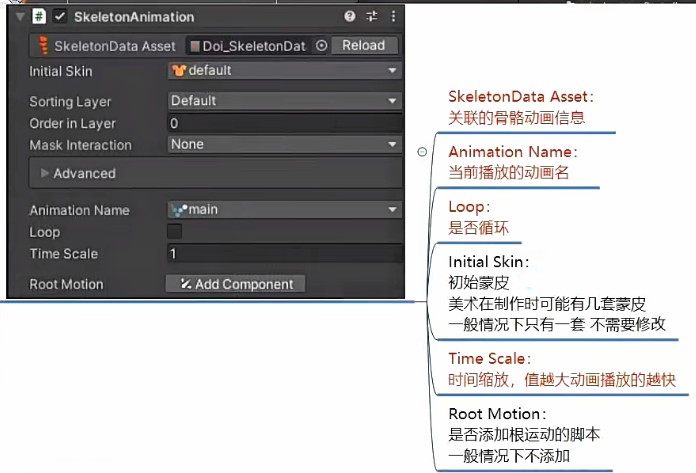 SkeletonAnimation
SkeletonData Asset
Doi_SkeletonDat
Reload
Initial Skin
default
Sorting Layer
Default
Order in Layer
0
Mask Interaction
None
Advanced
Animation Name
main
Loop
Time Scale
1
Root Motion
Add Component
SkeletonData Asset：
关联的骨骼动画信息
Animation Name：
当前播放的动画名
Loop：
是否循环
Initial Skin：
初始蒙皮
美术在制作时可能有几套蒙皮
一般情况下只有一套 不需要修改
Time Scale：
时间缩放，值越大动画播放的越快
Root Motion：
是否添加根运动的脚本
一般情况下不添加